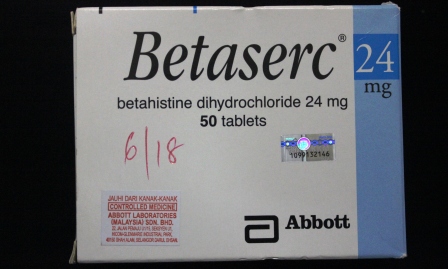 Betaserc® 24
mg
betahistine dihydrochloride 24 mg
50 tablets
6/18
1099132146
JAUHI DARI KANAK-KANAK
CONTROLLED MEDICINE
ABBOTT LABORATORIES
(MALAYSIA) SDN. BHD.
Abbott